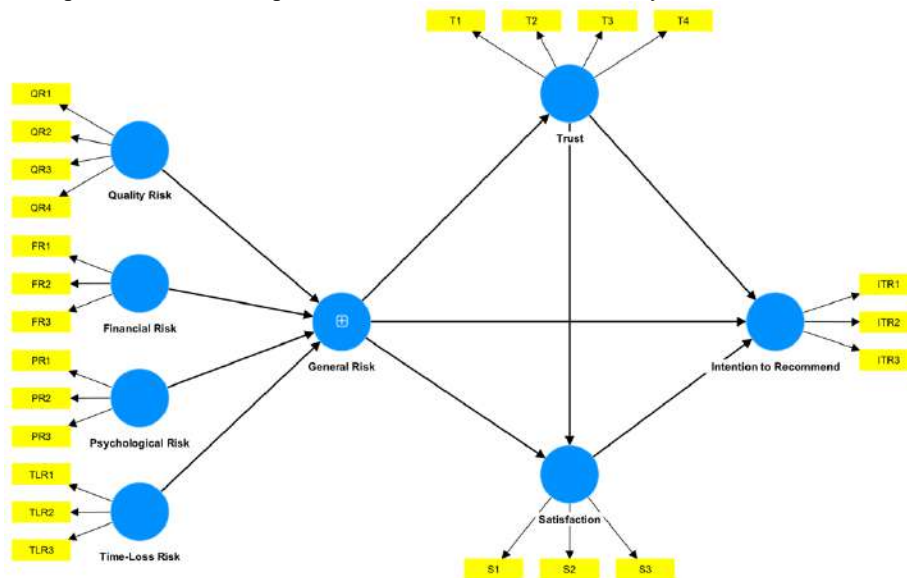 T1
T2
T3
T4
Trust
QR1
QR2
QR3
QR4
Quality Risk
FR1
FR2
FR3
Financial Risk
General Risk
ITR1
ITR2
ITR3
Intention to Recommend
PR1
PR2
PR3
Psychological Risk
TLR1
TLR2
TLR3
Time-Loss Risk
Satisfaction
S1
S2
S3